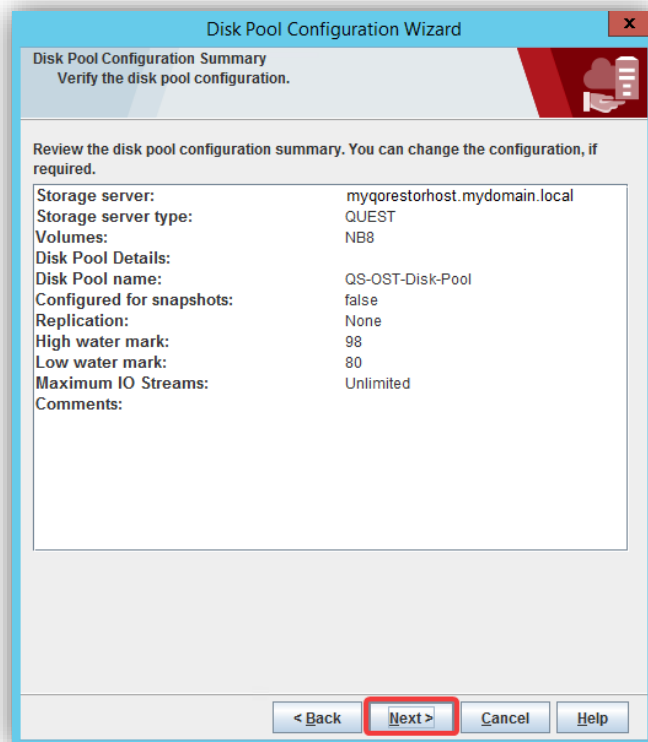 Disk Pool Configuration Wizard
x
Disk Pool Configuration Summary
Verify the disk pool configuration.
Review the disk pool configuration summary. You can change the configuration, if
required.
Storage server: myqorestorhost.mydomain.local
Storage server type: QUEST
Volumes: NB8
Disk Pool Details:
Disk Pool name: QS-OST-Disk-Pool
Configured for snapshots: false
Replication: None
High water mark: 98
Low water mark: 80
Maximum IO Streams: Unlimited
Comments:
< Back Next > Cancel Help